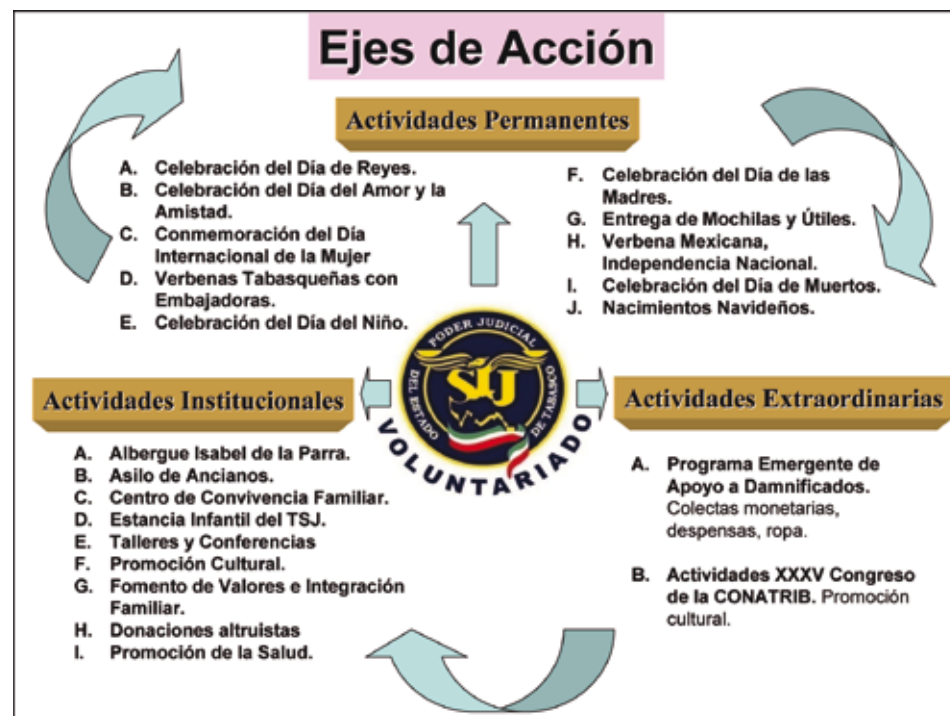 Ejes de Acción
Actividades Permanentes
A. Celebración del Día de Reyes.
B. Celebración del Día del Amor y la
Amistad.
C. Conmemoración del Día
Internacional de la Mujer
D. Verbenas Tabasqueñas con
Embajadoras.
E. Celebración del Día del Niño.
F. Celebración del Día de las
Madres.
G. Entrega de Mochilas y Útiles.
H. Verbena Mexicana,
Independencia Nacional.
I. Celebración del Día de Muertos.
J. Nacimientos Navideños.
PODER JUDICIAL
DEL ESTADO
DE TABASCO
STJ
VOLUNTARIADO
Actividades Institucionales
A. Albergue Isabel de la Parra.
B. Asilo de Ancianos.
C. Centro de Convivencia Familiar.
D. Estancia Infantil del TSJ.
E. Talleres y Conferencias
F. Promoción Cultural.
G. Fomento de Valores e Integración
Familiar.
H. Donaciones altruistas
I. Promoción de la Salud.
Actividades Extraordinarias
A. Programa Emergente de
Apoyo a Damnificados.
Colectas monetarias,
despensas, ropa.
B. Actividades XXXV Congreso
de la CONATRIB. Promoción
cultural.